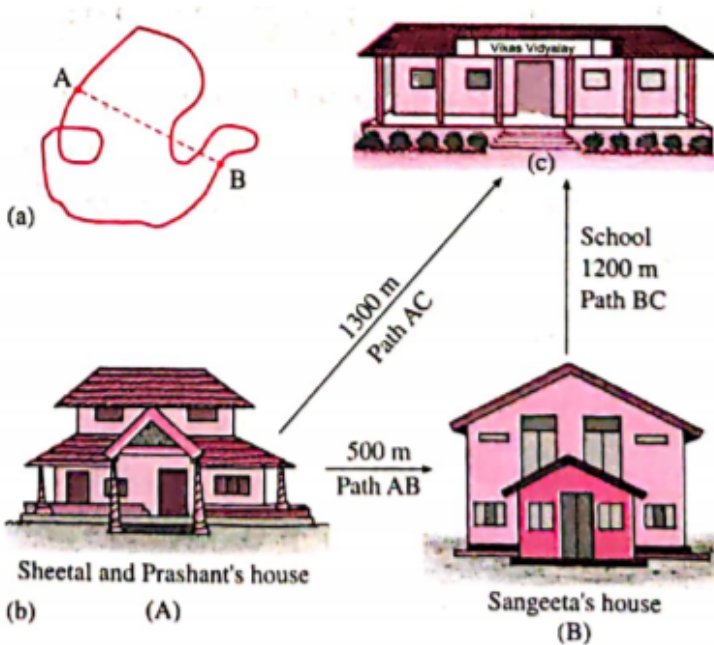 A
B
(a)
Vikas Vidyalay
(c)
School
1200 m
Path BC
1300 m
Path AC
500 m
Path AB
Sheetal and Prashant's house
(b) (A)
Sangeeta's house
(B)